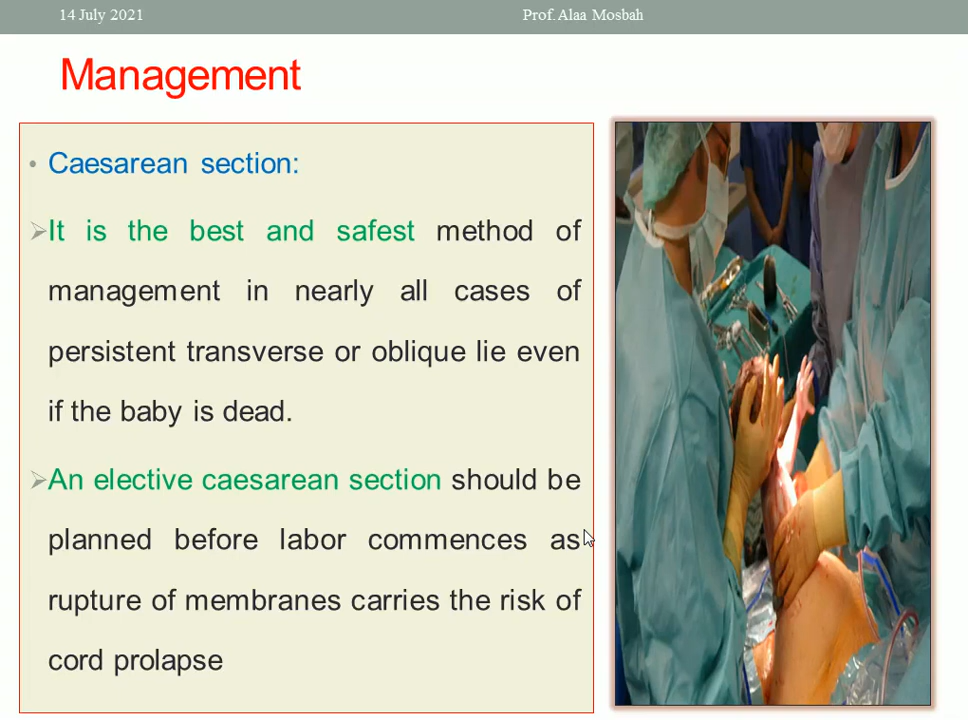 14 July 2021
Prof. Alaa Mosbah
Management
• Caesarean section:
➢It is the best and safest method of
management in nearly all cases of
persistent transverse or oblique lie even
if the baby is dead.
➢An elective caesarean section should be
planned before labor commences as
rupture of membranes carries the risk of
cord prolapse